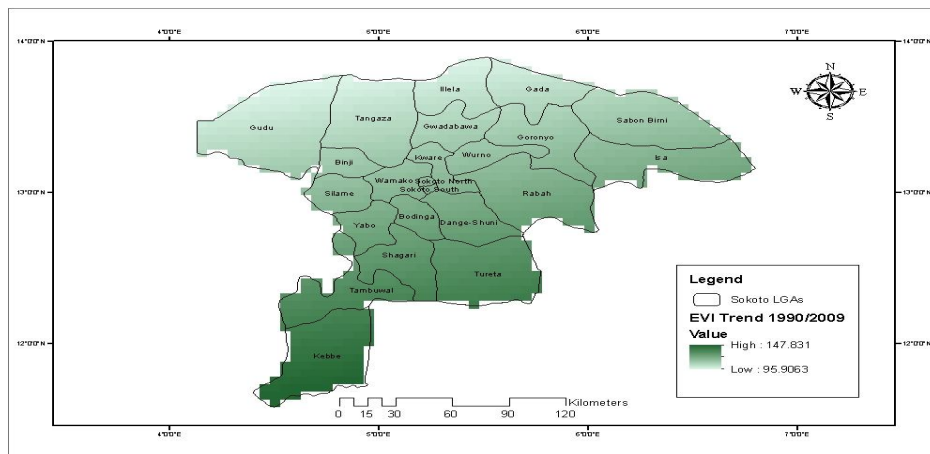 4°0'0"E 5°0'0"E 6°0'0"E 7°0'0"E
14°0'0"N 14°0'0"N
N
W E
S
Illela Gada
Tangaza
Gudu Gwadabawa Sabon Birni
Goronyo
Binji Kware Wurno Isa
Wamako Sokoto North
13°0'0"N 13°0'0"N
Silame Sokoto South Rabah
Bodinga
Yabo Dange-Shuni
Shagari
Tureta
Tambuwal
Legend
Sokoto LGAs
EVI Trend 1990/2009
Value
High : 147.831
Low : 95.9063
12°0'0"N 12°0'0"N
Kebbe
Kilometers
0 15 30 60 90 120
4°0'0"E 5°0'0"E 6°0'0"E 7°0'0"E